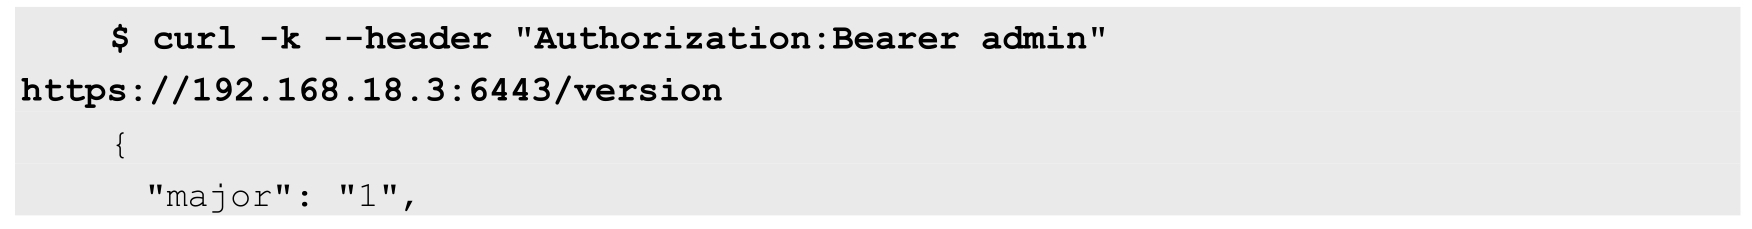 $ curl -k --header "Authorization:Bearer admin"
https://192.168.18.3:6443/version
{
"major": "1",